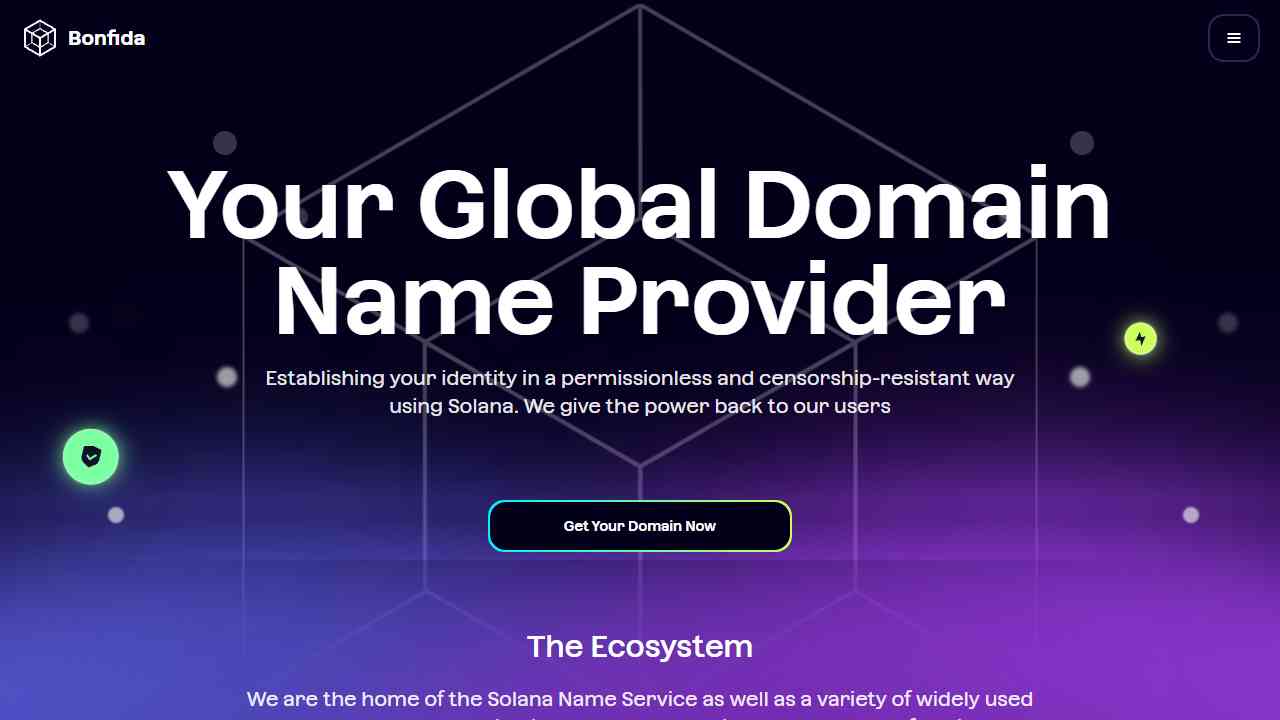 Bonfida
Your Global Domain
Name Provider
Establishing your identity in a permissionless and censorship-resistant way
using Solana. We give the power back to our users
Get Your Domain Now
The Ecosystem
We are the home of the Solana Name Service as well as a variety of widely used